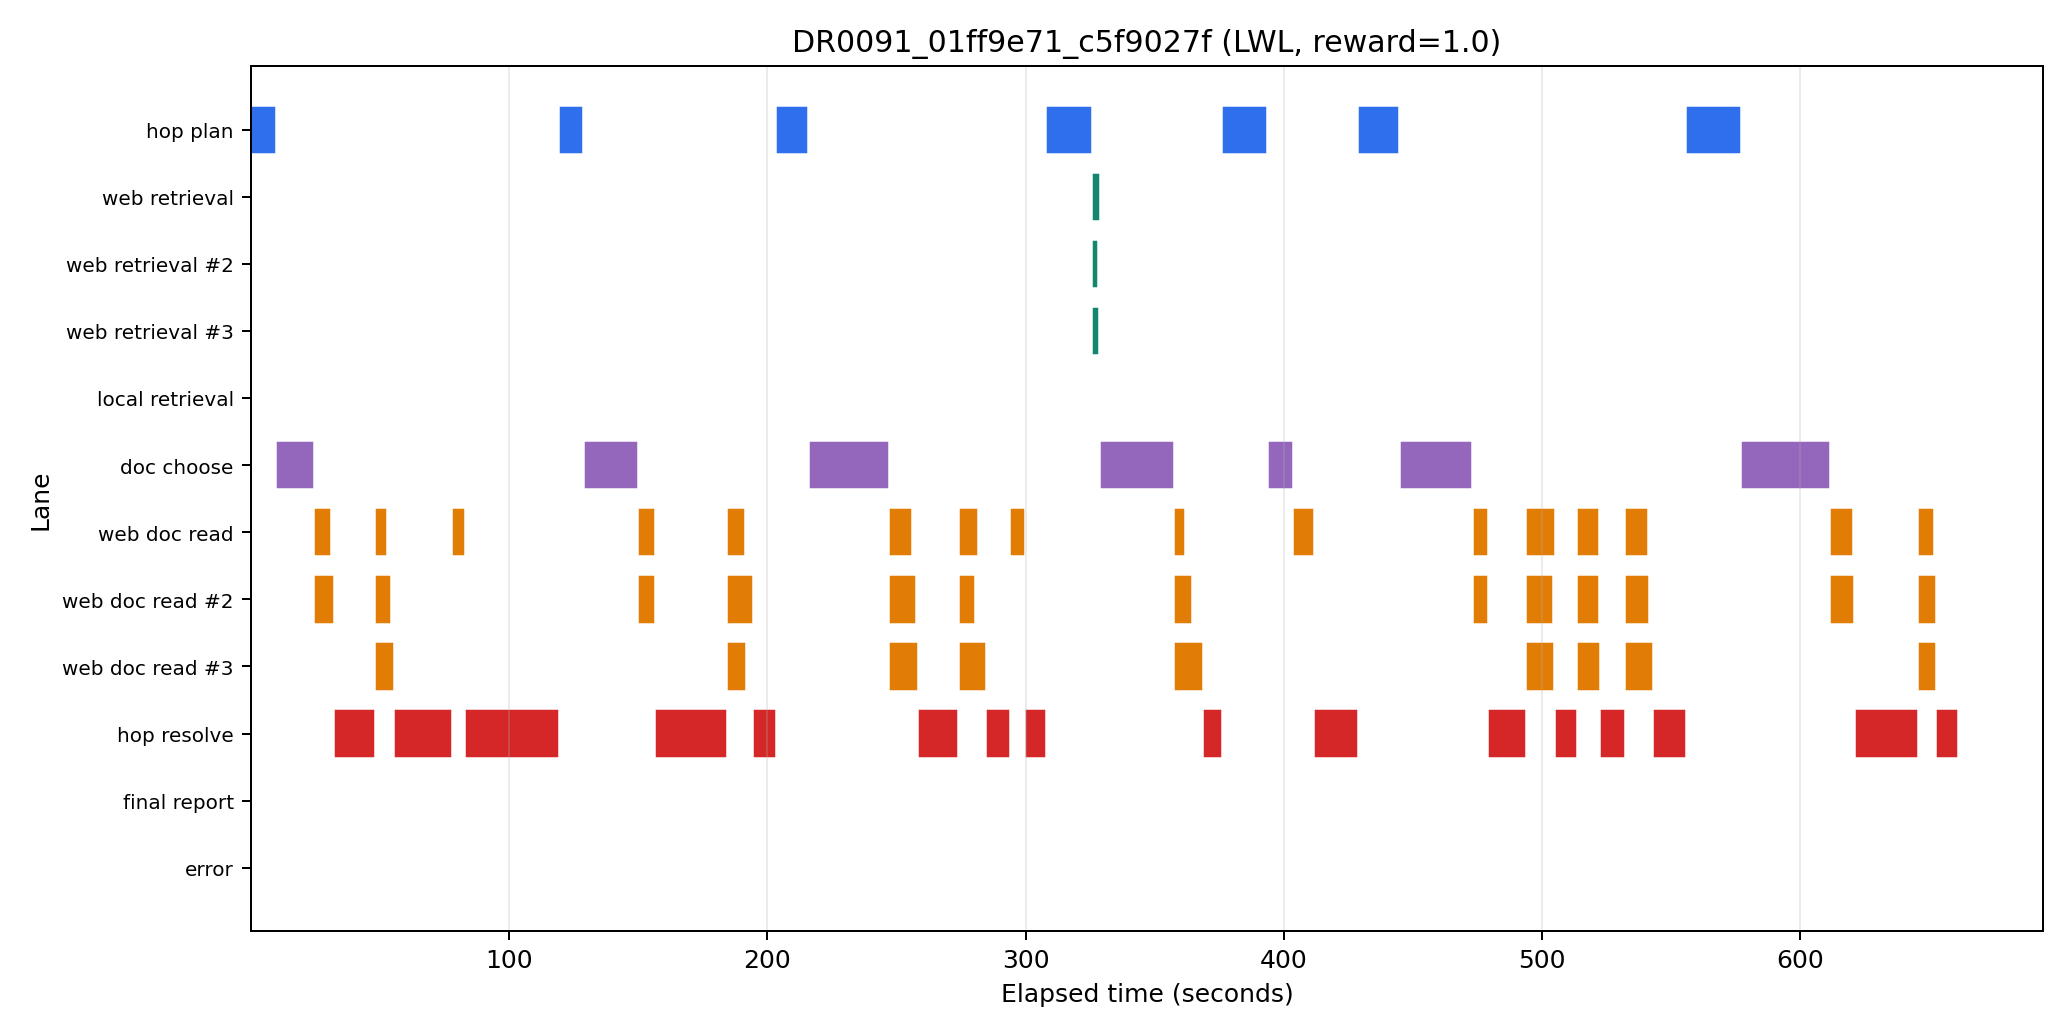 DR0091_01ff9e71_c5f9027f (LWL, reward=1.0)
hop plan
web retrieval
web retrieval #2
web retrieval #3
local retrieval
doc choose
web doc read
web doc read #2
web doc read #3
hop resolve
final report
error
Lane
100 200 300 400 500 600
Elapsed time (seconds)